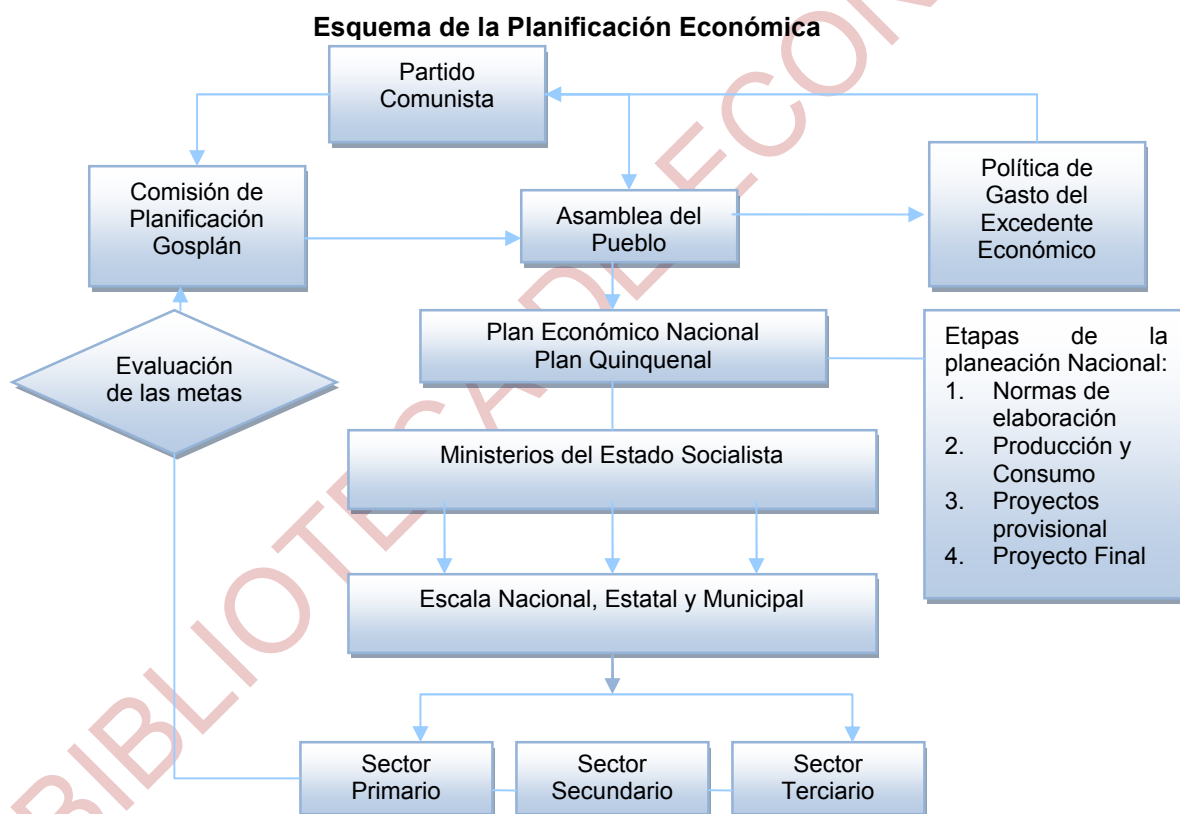 Esquema de la Planificación Económica
Partido
Comunista
Comisión de
Planificación
Gosplán
Asamblea del
Pueblo
Política de
Gasto del
Excedente
Económico
Evaluación
de las metas
Plan Económico Nacional
Plan Quinquenal
Etapas de la
planeación Nacional:
1. Normas de
elaboración
2. Producción y
Consumo
3. Proyectos
provisional
4. Proyecto Final
Ministerios del Estado Socialista
Escala Nacional, Estatal y Municipal
Sector
Primario
Sector
Secundario
Sector
Terciario
BIBLIOTECA DE ECON